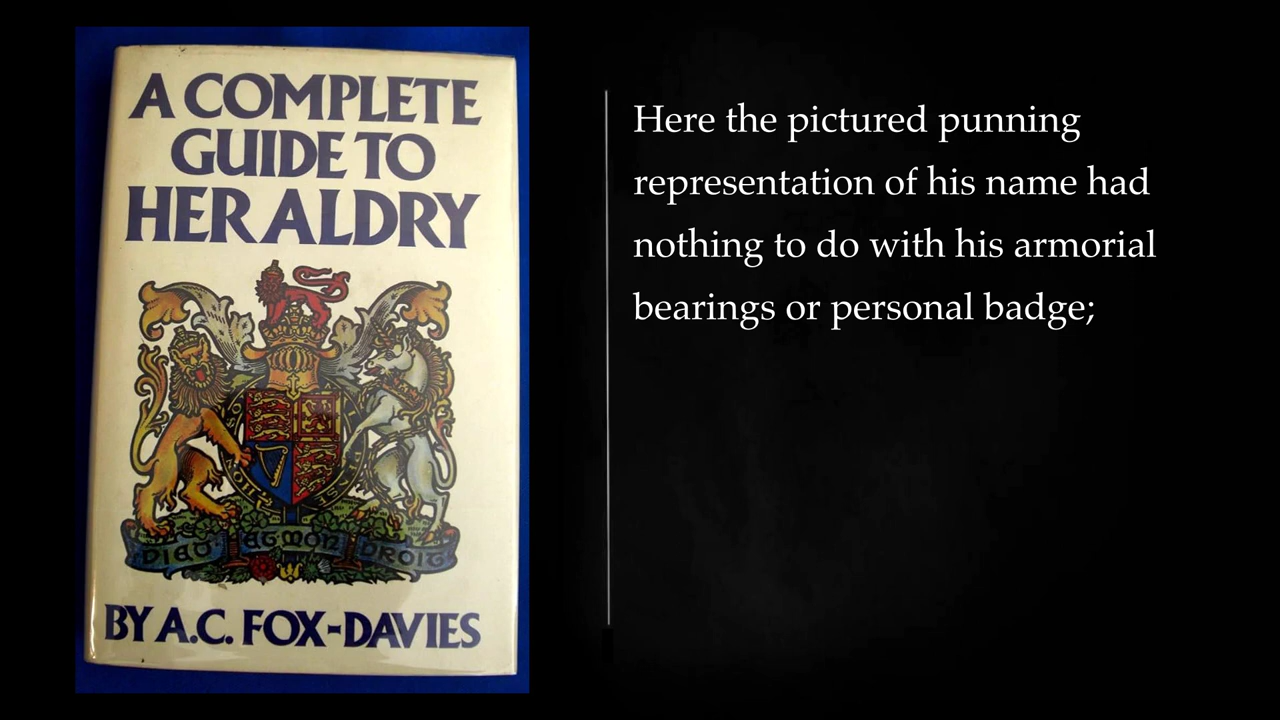 A COMPLETE
GUIDE TO
HERALDRY
DIEU ET MON DROIT
BY A.C. FOX-DAVIES
Here the pictured punning
representation of his name had
nothing to do with his armorial
bearings or personal badge;